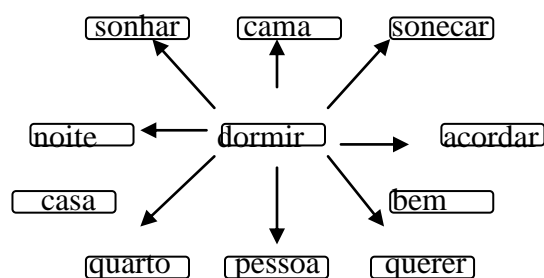 sonhar cama sonecar
noite dormir acordar
casa bem
quarto pessoa querer